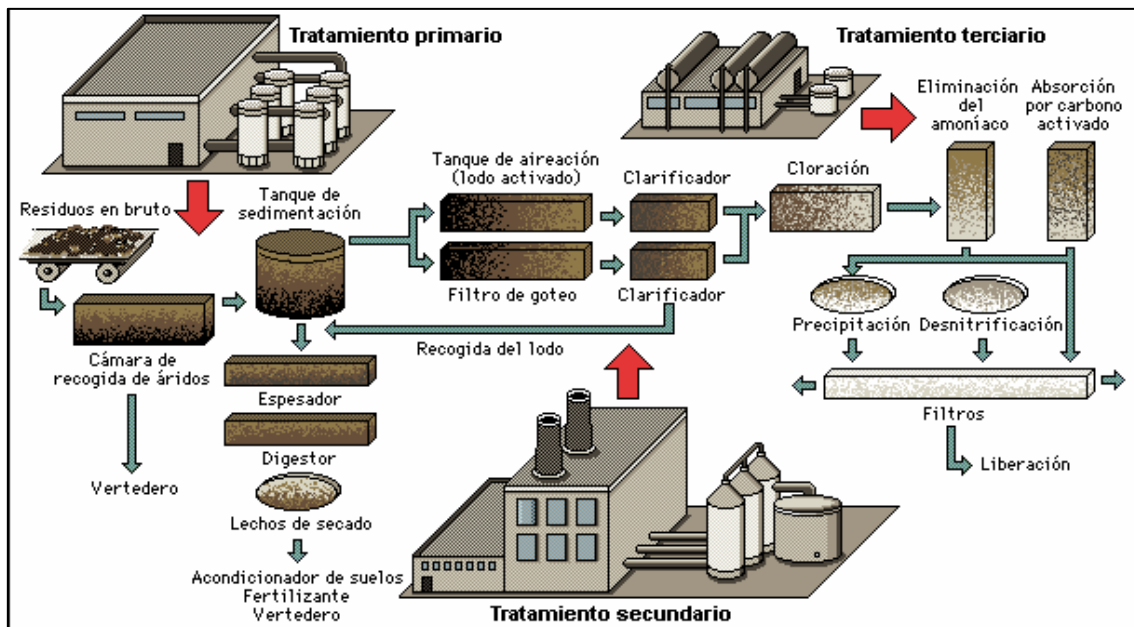 Tratamiento primario
Tratamiento terciario
Eliminación
del
amoníaco
Absorción
por carbono
activado
Residuos en bruto
Tanque de
sedimentación
Tanque de aireación
(lodo activado)
Clarificador
Cloración
Filtro de goteo
Clarificador
Precipitación
Desnitrificación
Cámara de
recogida de áridos
Recogida del lodo
Espesador
Filtros
Digestor
Liberación
Vertedero
Lechos de secado
Acondicionador de suelos
Fertilizante
Vertedero
Tratamiento secundario